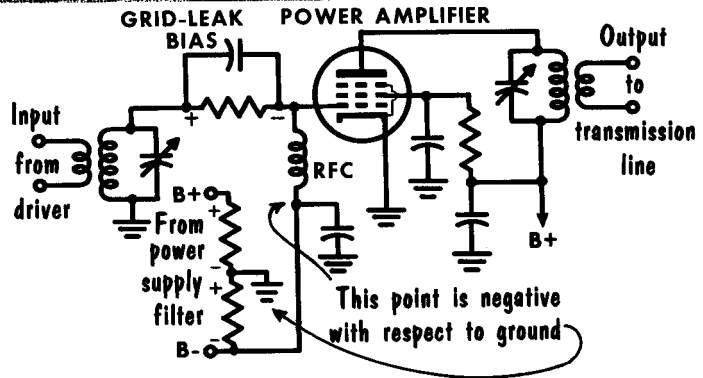 GRID-LEAK
BIAS
POWER AMPLIFIER
Output
to
transmission
line
Input
from
driver
+ -
RFC
B+
+
From
power
supply
filter
-
+
-
B-
B+
This point is negative
with respect to ground